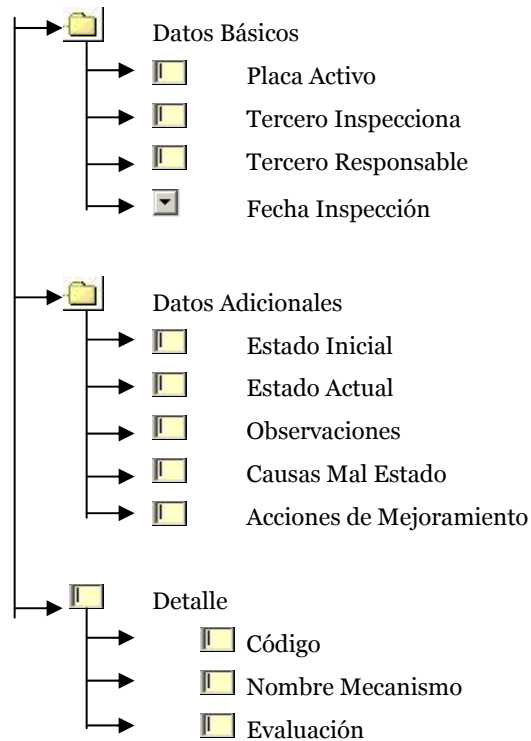 Datos Básicos
Placa Activo
Tercero Inspecciona
Tercero Responsable
Fecha Inspección
Datos Adicionales
Estado Inicial
Estado Actual
Observaciones
Causas Mal Estado
Acciones de Mejoramiento
Detalle
Código
Nombre Mecanismo
Evaluación